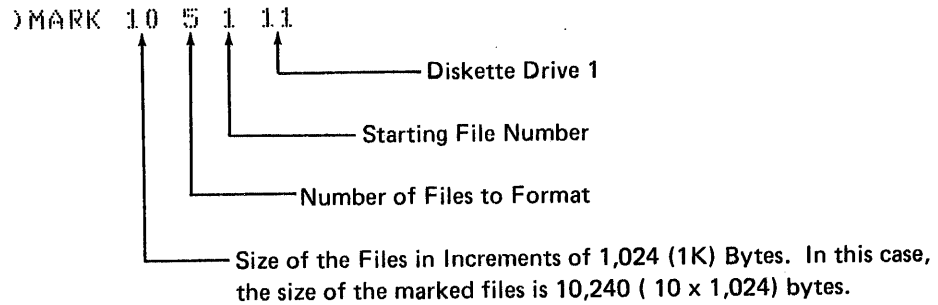 )MARK 10 5 1 11
Diskette Drive 1
Starting File Number
Number of Files to Format
Size of the Files in Increments of 1,024 (1K) Bytes. In this case,
the size of the marked files is 10,240 ( 10 x 1,024) bytes.